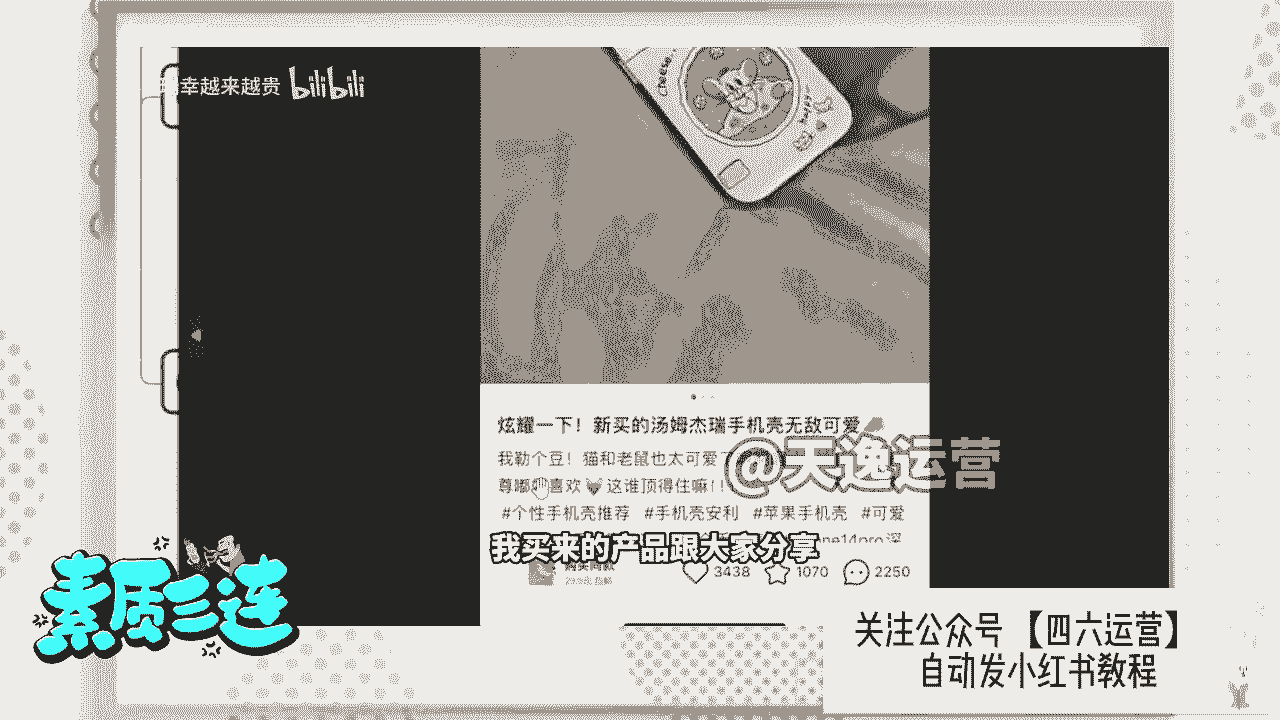 幸越来越贵 bilibili
炫耀一下！新买的汤姆杰瑞手机壳无敌可爱
我勒个豆！猫和老鼠也太可爱了
@天逸运营
尊嘟 喜欢 这谁顶得住嘛！！
#个性手机壳推荐 #手机壳安利 #苹果手机壳 #可爱
我买来的产品跟大家分享
3438 1070 2250
素质三连
关注公众号【四六运营】
自动发小红书教程